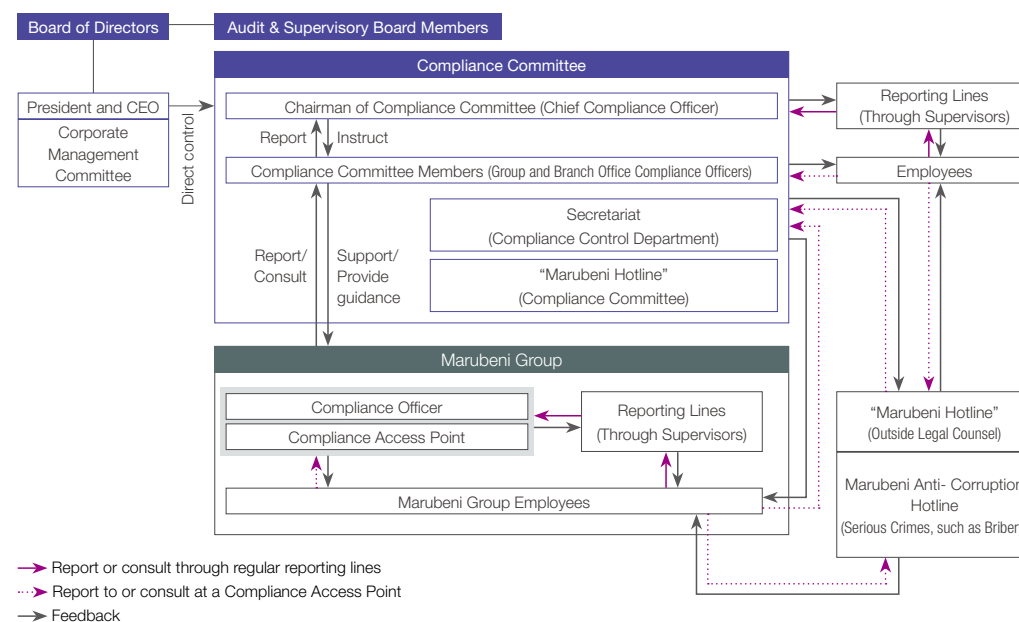 Board of Directors
Audit & Supervisory Board Members
Compliance Committee
President and CEO
Corporate
Management
Committee
Direct control
Chairman of Compliance Committee (Chief Compliance Officer)
Report
Instruct
Compliance Committee Members (Group and Branch Office Compliance Officers)
Reporting Lines
(Through Supervisors)
Employees
Secretariat
(Compliance Control Department)
Report/
Consult
Support/
Provide
guidance
“Marubeni Hotline”
(Compliance Committee)
Marubeni Group
Compliance Officer
Compliance Access Point
Reporting Lines
(Through Supervisors)
Marubeni Group Employees
“Marubeni Hotline”
(Outside Legal Counsel)
Marubeni Anti- Corruption
Hotline
(Serious Crimes, such as Briber
Report or consult through regular reporting lines
Report to or consult at a Compliance Access Point
Feedback